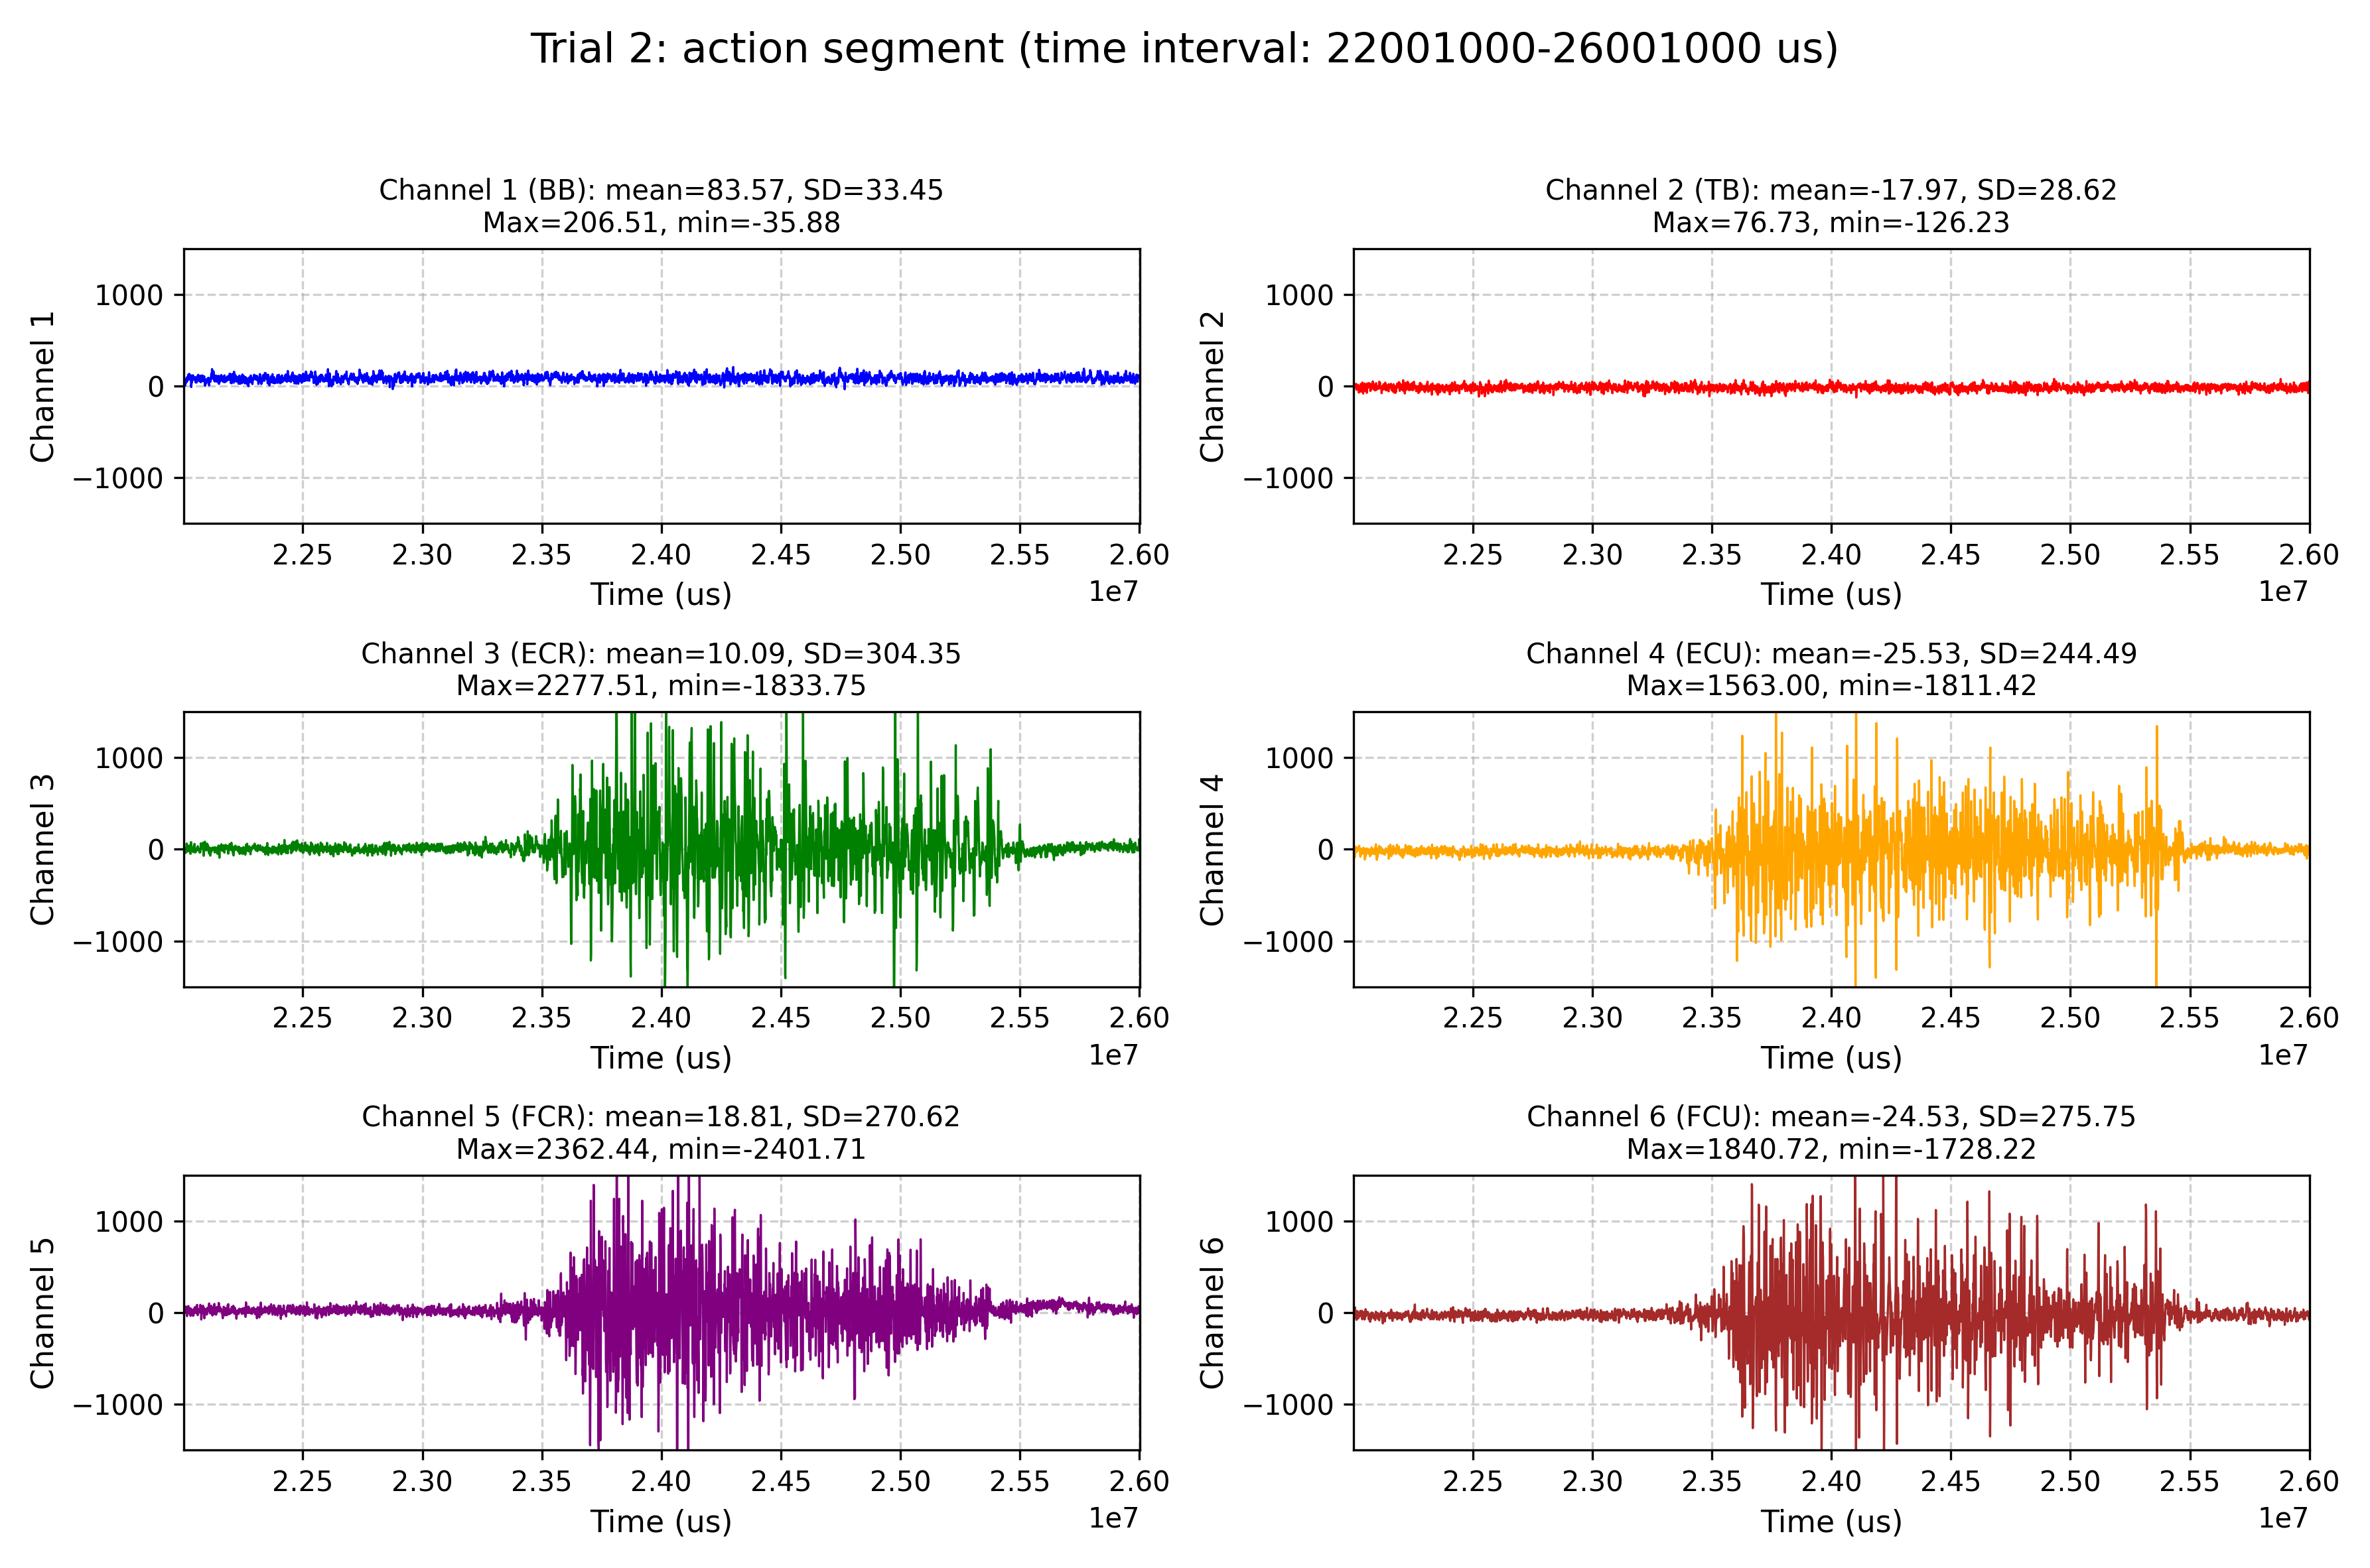 Trial 2: action segment (time interval: 22001000-26001000 us)
Channel 1 (BB): mean=83.57, SD=33.45
Max=206.51, min=-35.88
Channel 1
1000
0
−1000
2.25 2.30 2.35 2.40 2.45 2.50 2.55 2.60
Time (us)
1e7
Channel 2 (TB): mean=-17.97, SD=28.62
Max=76.73, min=-126.23
Channel 2
1000
0
−1000
2.25 2.30 2.35 2.40 2.45 2.50 2.55 2.60
Time (us)
1e7
Channel 3 (ECR): mean=10.09, SD=304.35
Max=2277.51, min=-1833.75
Channel 3
1000
0
−1000
2.25 2.30 2.35 2.40 2.45 2.50 2.55 2.60
Time (us)
1e7
Channel 4 (ECU): mean=-25.53, SD=244.49
Max=1563.00, min=-1811.42
Channel 4
1000
0
−1000
2.25 2.30 2.35 2.40 2.45 2.50 2.55 2.60
Time (us)
1e7
Channel 5 (FCR): mean=18.81, SD=270.62
Max=2362.44, min=-2401.71
Channel 5
1000
0
−1000
2.25 2.30 2.35 2.40 2.45 2.50 2.55 2.60
Time (us)
1e7
Channel 6 (FCU): mean=-24.53, SD=275.75
Max=1840.72, min=-1728.22
Channel 6
1000
0
−1000
2.25 2.30 2.35 2.40 2.45 2.50 2.55 2.60
Time (us)
1e7